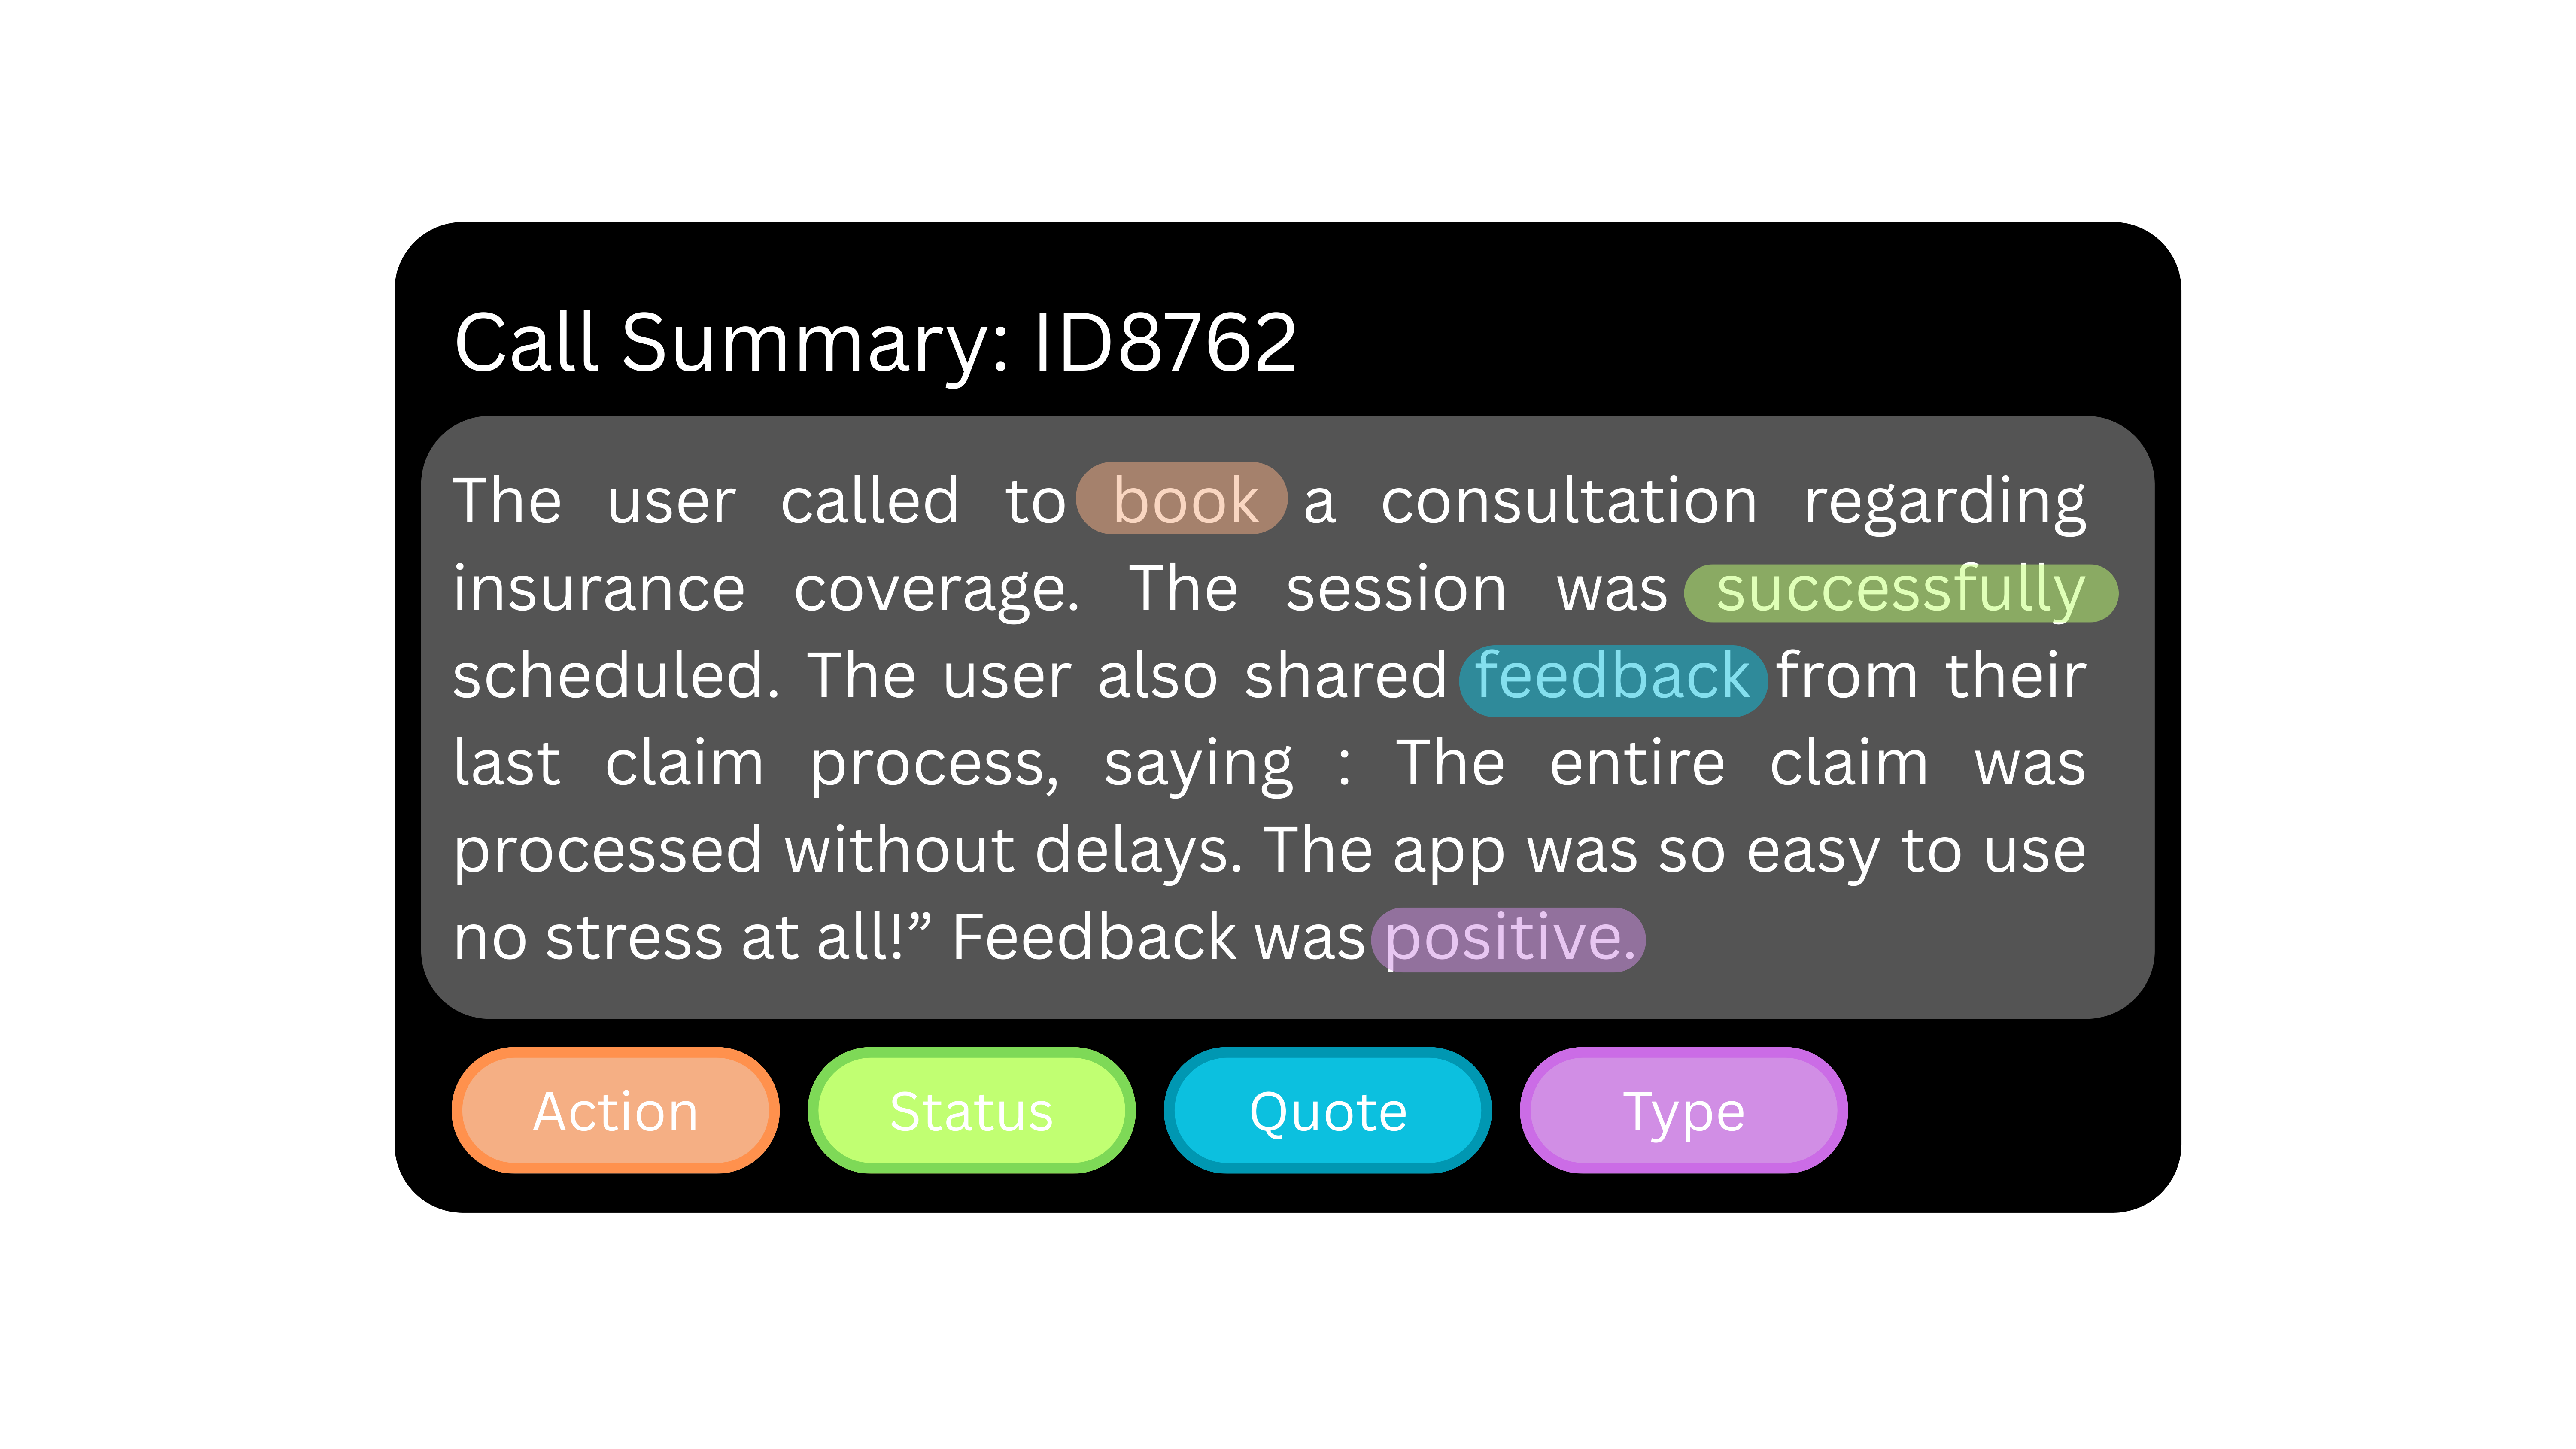 Call Summary: ID8762
The user called to book a consultation regarding
insurance coverage. The session was successfully
scheduled. The user also shared feedback from their
last claim process, saying : The entire claim was
processed without delays. The app was so easy to use
no stress at all!” Feedback was positive.
Action
Status
Quote
Type